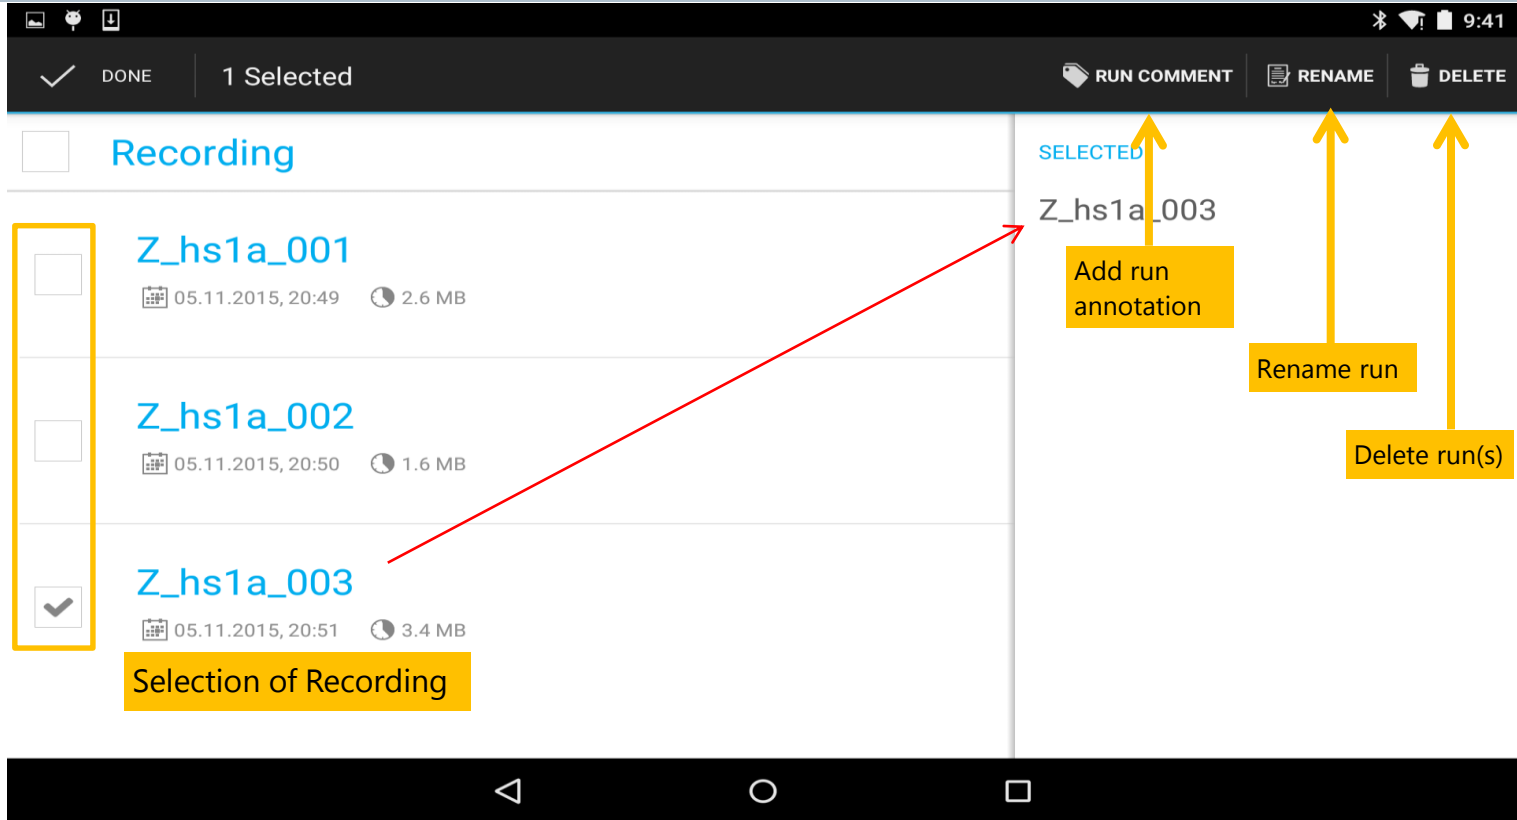 9:41
DONE
1 Selected
RUN COMMENT
RENAME
DELETE
Recording
SELECTED
Z_hs1a_003
Z_hs1a_001
05.11.2015, 20:49
2.6 MB
Add run
annotation
Rename run
Z_hs1a_002
05.11.2015, 20:50
1.6 MB
Delete run(s)
Z_hs1a_003
05.11.2015, 20:51
3.4 MB
Selection of Recording